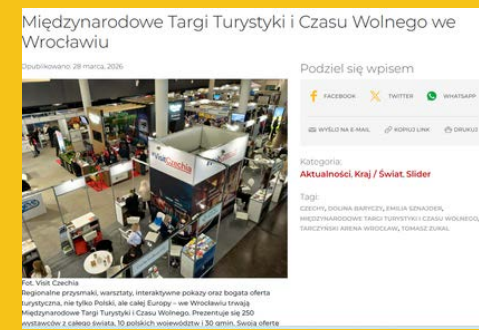 Międzynarodowe Targi Turystyki i Czasu Wolnego we
Wrocławiu
Opublikowano: 28 marca, 2026
Podziel się wpisem
FACEBOOK
TWITTER
WHATSAPP
WYŚLIJ NA E-MAIL
KOPIUJ LINK
DRUKUJ
Kategoria:
Aktualności, Kraj / Świat, Slider
Tagi:
CZECHY, DOLINA BARYCZY, EMILIA SZNAJDER,
MIĘDZYNARODOWE TARGI TURYSTYKI I CZASU WOLNEGO,
TARCZYŃSKI ARENA WROCŁAW, TOMASZ ZUKAL
VisitCzechia
Fot. Visit Czechia
Regionalne przysmaki, warsztaty, interaktywne pokazy oraz bogata oferta
turystyczna, nie tylko Polski, ale całej Europy – we Wrocławiu trwają
Międzynarodowe Targi Turystyki i Czasu Wolnego. Prezentuje się 250
wystawców z całego świata, 10 polskich województw i 30 gmin. Swoją ofertę